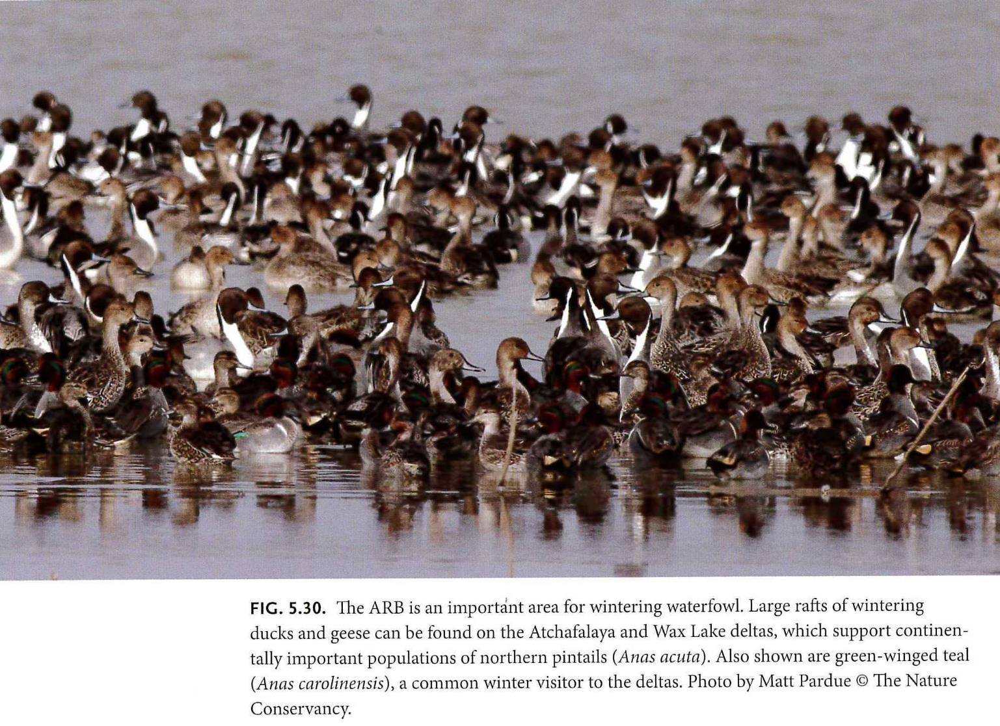 FIG. 5.30. The ARB is an important area for wintering waterfowl. Large rafts of wintering
ducks and geese can be found on the Atchafalaya and Wax Lake deltas, which support continen-
tally important populations of northern pintails (Anas acuta). Also shown are green-winged teal
(Anas carolinensis), a common winter visitor to the deltas. Photo by Matt Pardue © The Nature
Conservancy.